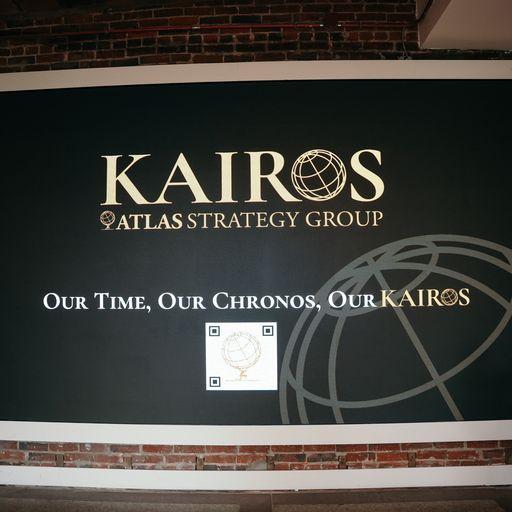 KAIROS
ATLAS STRATEGY GROUP
OUR TIME, OUR CHRONOS, OUR KAIROS